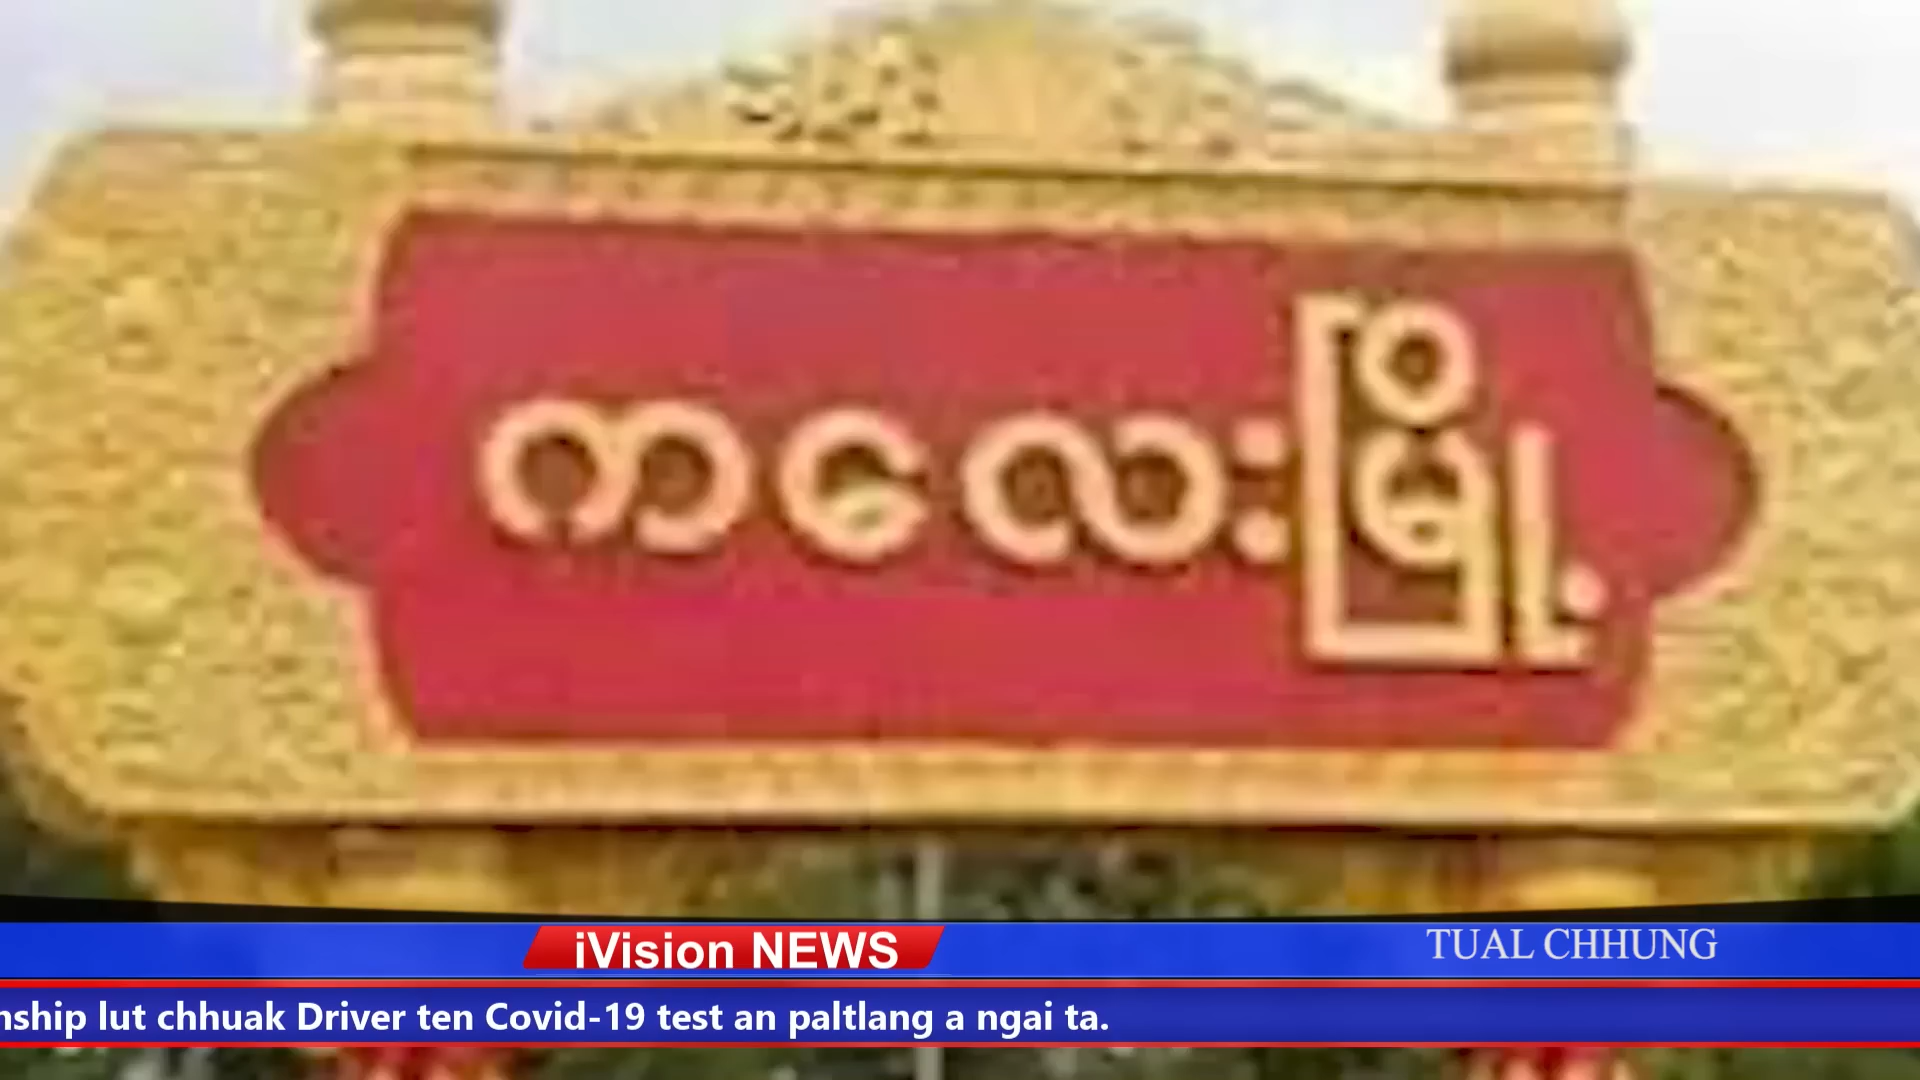 ကလေးမြို့
iVision NEWS
TUAL CHHUNG
nship lut chhuak Driver ten Covid-19 test an paltlang a ngai ta.